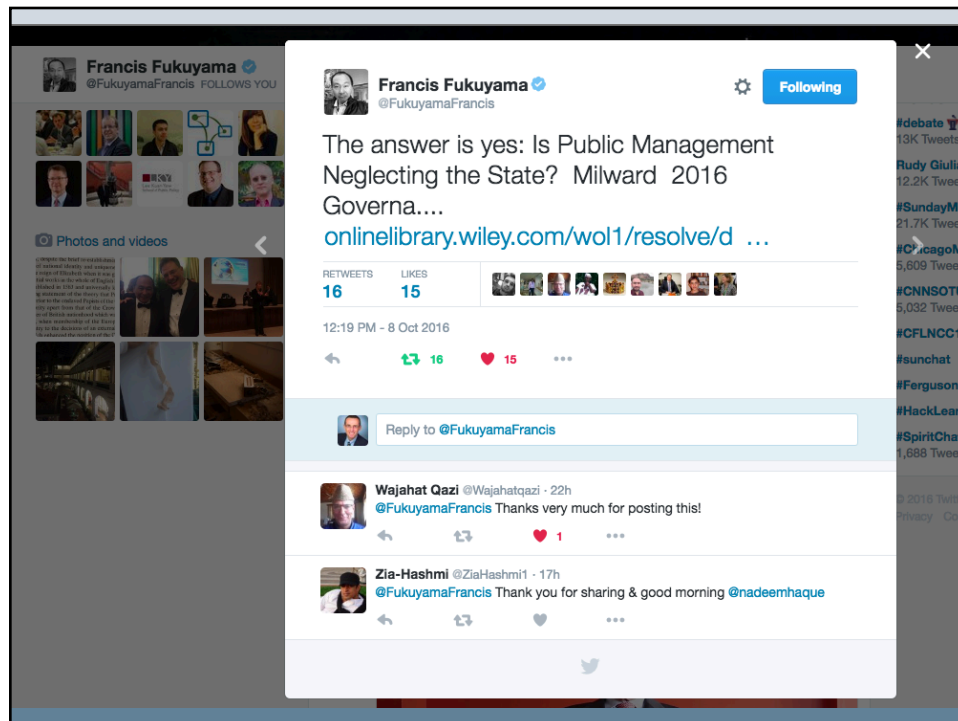 Francis Fukuyama
@FukuyamaFrancis FOLLOWS YOU
Photos and videos
Francis Fukuyama
@FukuyamaFrancis
Following
The answer is yes: Is Public Management
Neglecting the State? Milward 2016
Governa....
onlinelibrary.wiley.com/wol1/resolve/d ...
RETWEETS LIKES
16 15
12:19 PM - 8 Oct 2016
16 15
Reply to @FukuyamaFrancis
Wajahat Qazi @Wajahatqazi · 22h
@FukuyamaFrancis Thanks very much for posting this!
1
Zia-Hashmi @ZiaHashmi1 · 17h
@FukuyamaFrancis Thank you for sharing & good morning @nadeemhaque
#debate
13K Tweets
Rudy Giuli
12.2K Twee
#SundayM
21.7K Twee
#ChicagoM
5,609 Twee
#CNNSOTU
5,032 Twee
#CFLNCC1
#sunchat
#Ferguson
#HackLear
#SpiritCha
1,688 Twee
© 2016 Twit
Privacy Co